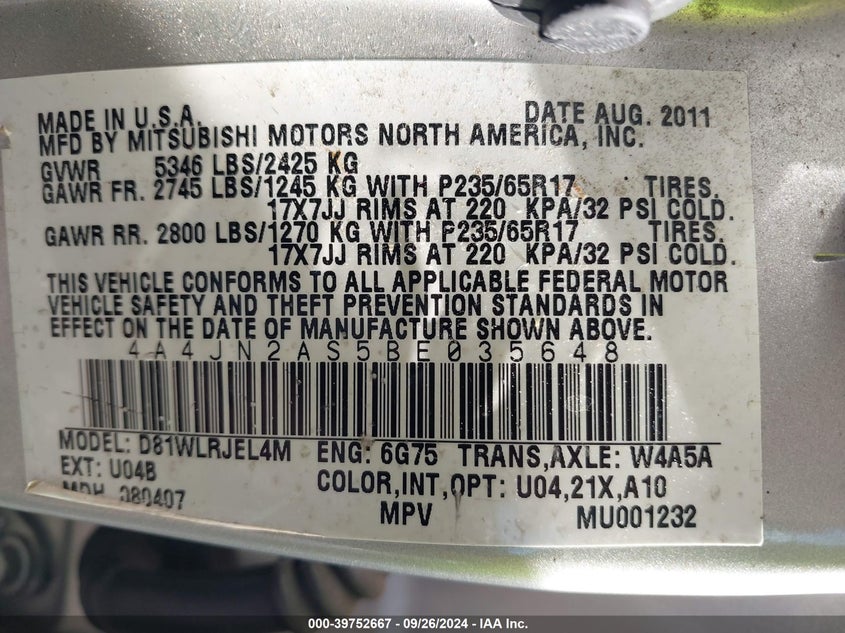 MADE IN U.S.A. DATE AUG. 2011
MFD BY MITSUBISHI MOTORS NORTH AMERICA, INC.
GVWR 5346 LBS/2425 KG
GAWR FR. 2745 LBS/1245 KG WITH P235/65R17 TIRES.
17X7JJ RIMS AT 220 KPA/32 PSI COLD.
GAWR RR. 2800 LBS/1270 KG WITH P235/65R17 TIRES.
17X7JJ RIMS AT 220 KPA/32 PSI COLD.
THIS VEHICLE CONFORMS TO ALL APPLICABLE FEDERAL MOTOR
VEHICLE SAFETY AND THEFT PREVENTION STANDARDS IN
EFFECT ON THE DATE OF MANUFACTURE SHOWN ABOVE.
4A4JN2AS5BE035648
MODEL: D81WLRJEL4M ENG: 6G75 TRANS,AXLE: W4A5A
EXT: U04B COLOR,INT,OPT: U04,21X,A10
MDH 080407 MPV MU001232
000-39752667 - 09/26/2024 - IAA Inc.